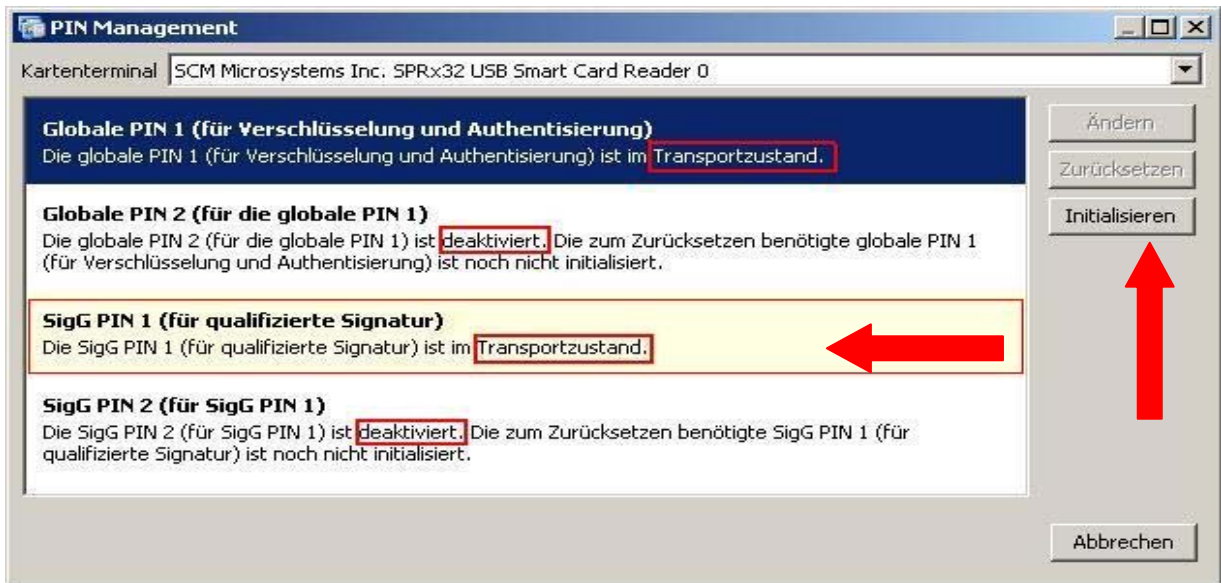 PIN Management
Kartenterminal SCM Microsystems Inc. SPRx32 USB Smart Card Reader 0
Globale PIN 1 (für Verschlüsselung und Authentisierung)
Die globale PIN 1 (für Verschlüsselung und Authentisierung) ist im Transportzustand.
Globale PIN 2 (für die globale PIN 1)
Die globale PIN 2 (für die globale PIN 1) ist deaktiviert. Die zum Zurücksetzen benötigte globale PIN 1
(für Verschlüsselung und Authentisierung) ist noch nicht initialisiert.
SigG PIN 1 (für qualifizierte Signatur)
Die SigG PIN 1 (für qualifizierte Signatur) ist im Transportzustand.
SigG PIN 2 (für SigG PIN 1)
Die SigG PIN 2 (für SigG PIN 1) ist deaktiviert. Die zum Zurücksetzen benötigte SigG PIN 1 (für
qualifizierte Signatur) ist noch nicht initialisiert.
Ändern
Zurücksetzen
Initialisieren
Abbrechen